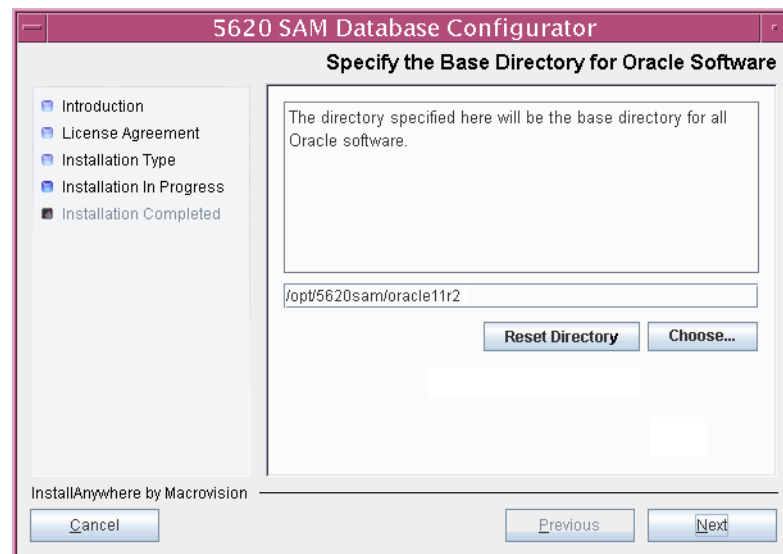 5620 SAM Database Configurator
Specify the Base Directory for Oracle Software
Introduction
License Agreement
Installation Type
Installation In Progress
Installation Completed
The directory specified here will be the base directory for all
Oracle software.
/opt/5620sam/oracle11r2
Reset Directory
Choose...
InstallAnywhere by Macrovision
Cancel
Previous
Next